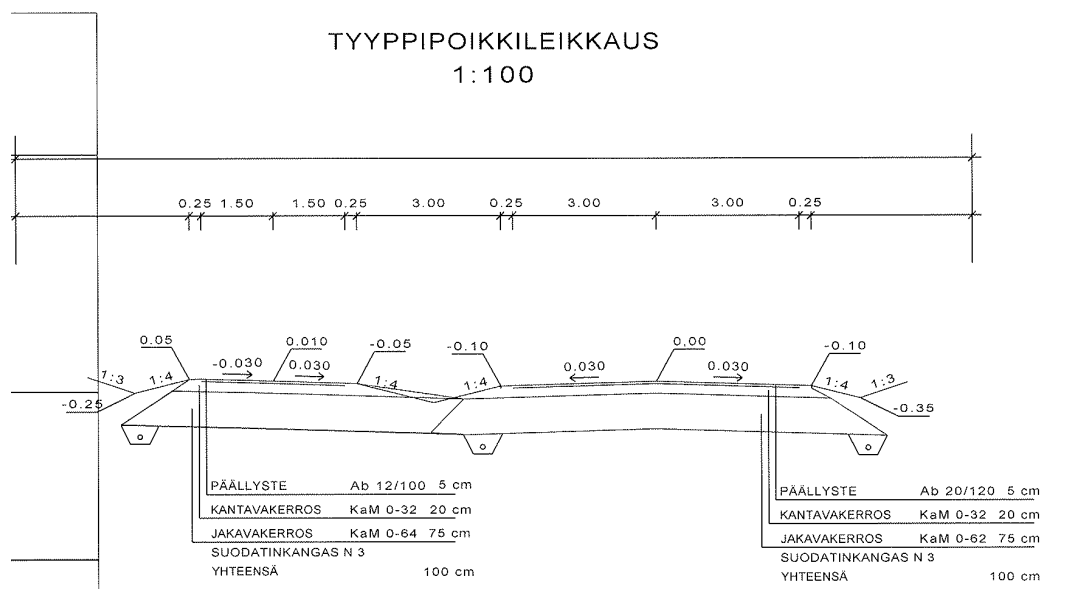 TYYPPIPOIKKILEIKKAUS
1:100
0.25 1.50 1.50 0.25 3.00 0.25 3.00 3.00 0.25
0.05 0.010 -0.05 -0.10 0,00 -0.10
-0.030 0.030 0,030 0.030
1:3 1:4 1:4 1:4 1:4 1:3
-0.25 -0.35
PÄÄLLYSTE Ab 12/100 5 cm
KANTAVAKERROS KaM 0-32 20 cm
JAKAVAKERROS KaM 0-64 75 cm
SUODATINKANGAS N 3
YHTEENSÄ 100 cm
PÄÄLLYSTE Ab 20/120 5 cm
KANTAVAKERROS KaM 0-32 20 cm
JAKAVAKERROS KaM 0-62 75 cm
SUODATINKANGAS N 3
YHTEENSÄ 100 cm